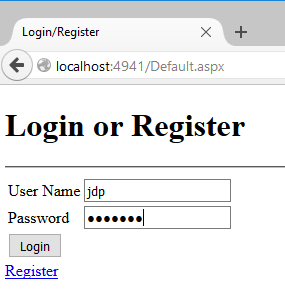 Login/Register
localhost:4941/Default.aspx
Login or Register
User Name jdp
Password •••••••
Login
Register